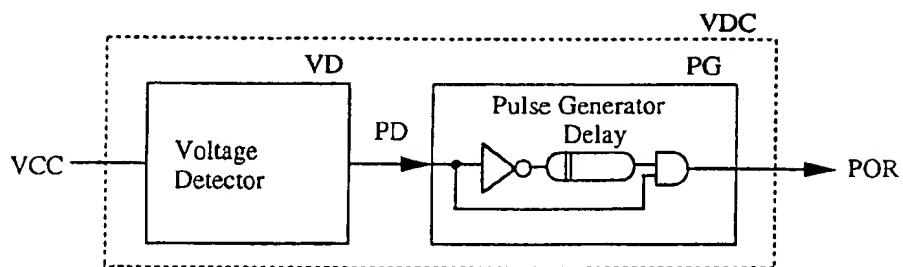 VDC
VD
PG
Pulse Generator
Delay
PD
VCC
Voltage
Detector
POR